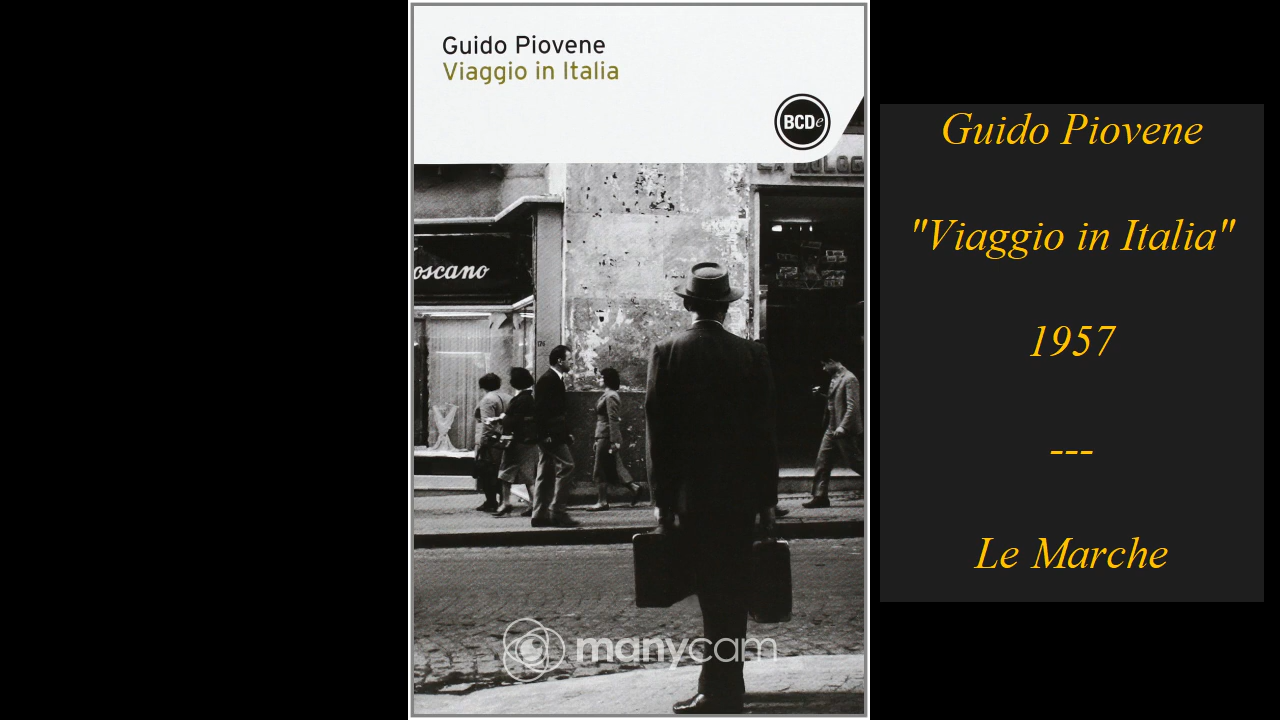 Guido Piovene
Viaggio in Italia
BCDe
oscano
manycam
Guido Piovene
"Viaggio in Italia"
1957
---
Le Marche